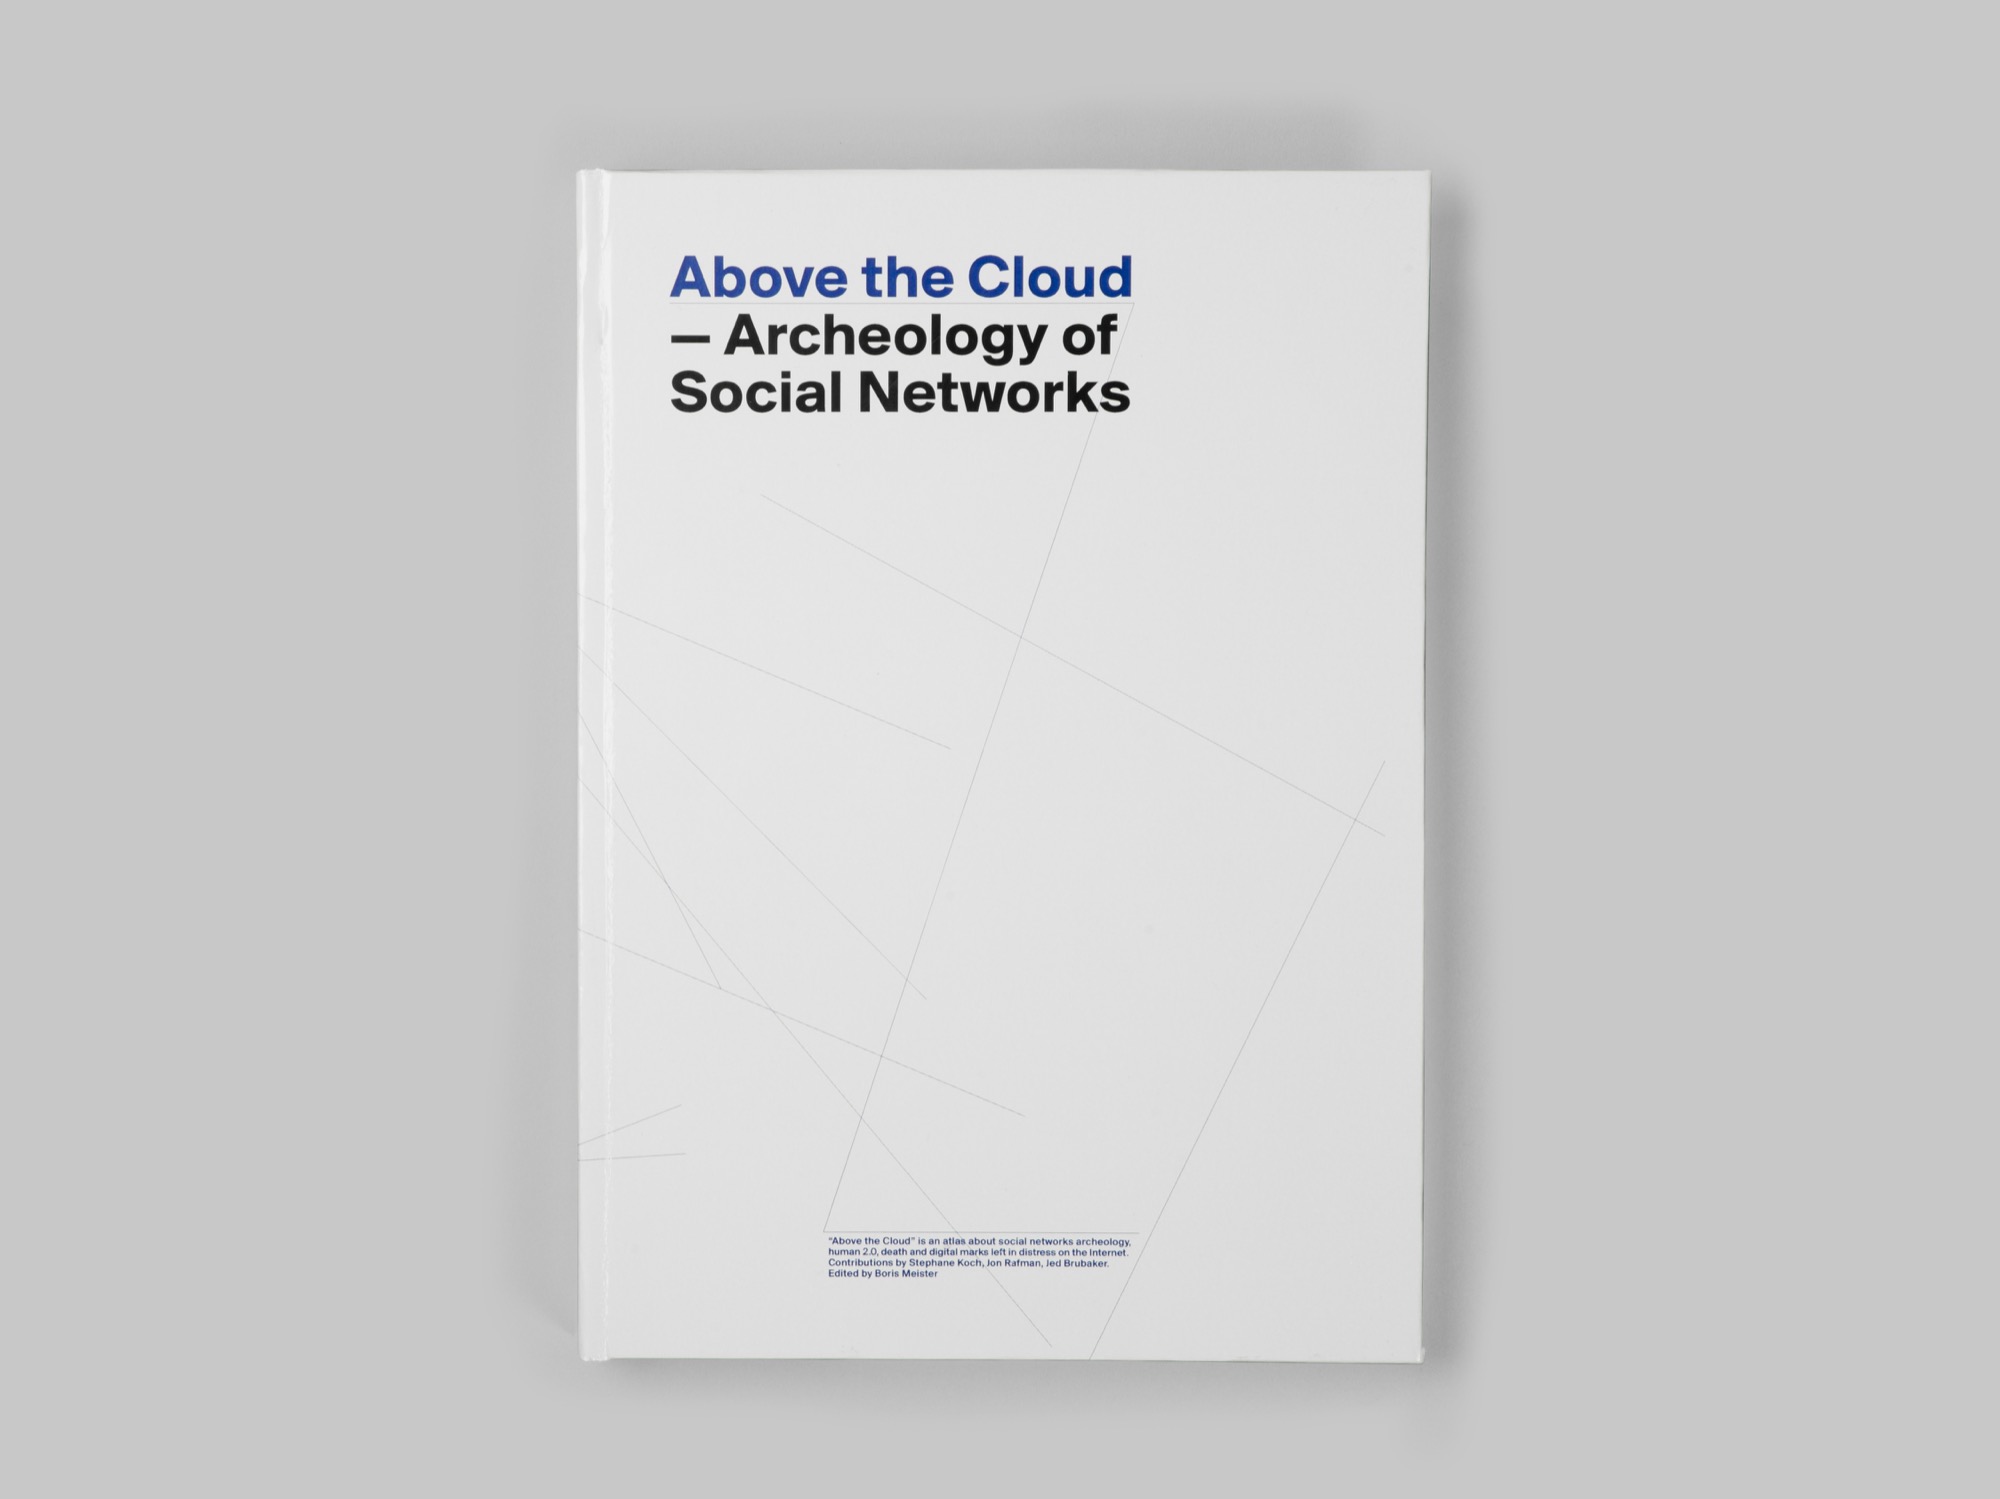 Above the Cloud
— Archeology of
Social Networks
“Above the Cloud” is an atlas about social networks archeology,
human 2.0, death and digital marks left in distress on the Internet.
Contributions by Stephane Koch, Jon Rafman, Jed Brubaker.
Edited by Boris Meister